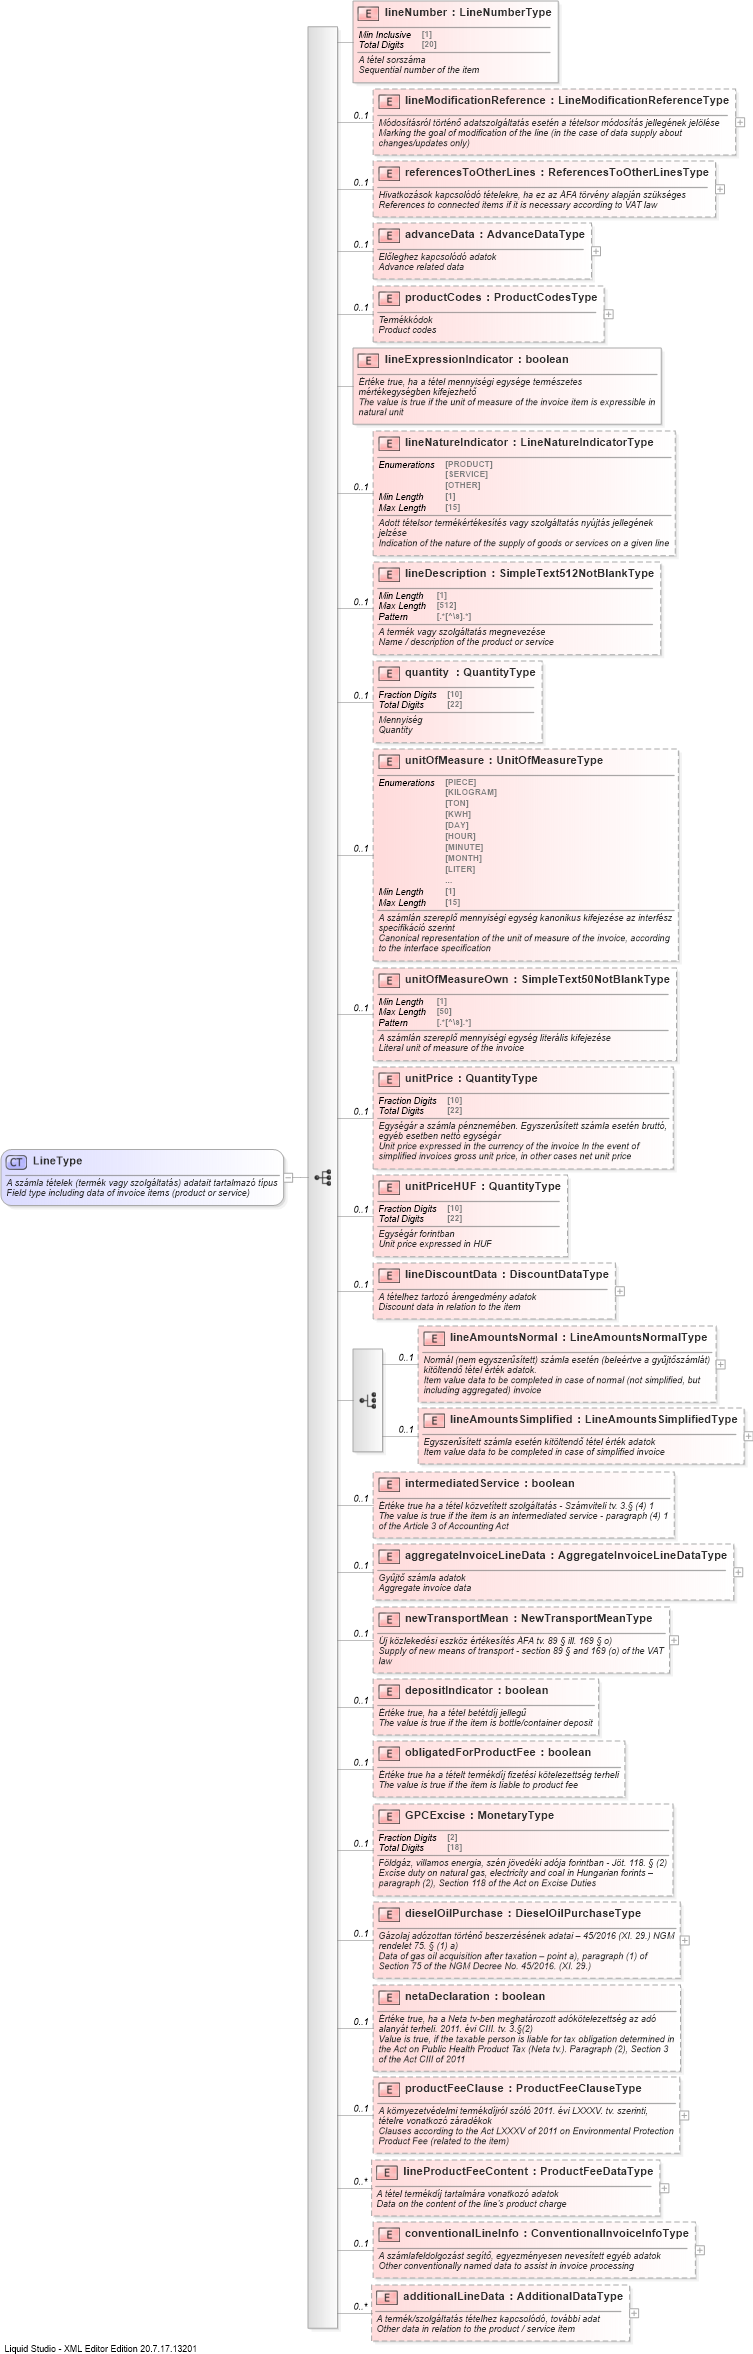 E lineNumber : LineNumberType
Min Inclusive [1]
Total Digits [20]
A tétel sorszáma
Sequential number of the item
E lineModificationReference : LineModificationReferenceType
0..1
Módosításról történő adatszolgáltatás esetén a tételsor módosítás jellegének jelölése
Marking the goal of modification of the line (in the case of data supply about
changes/updates only)
E referencesToOtherLines : ReferencesToOtherLinesType
0..1
Hivatkozások kapcsolódó tételekre, ha ez az ÁFA törvény alapján szükséges
References to connected items if it is necessary according to VAT law
E advanceData : AdvanceDataType
0..1
Előleghez kapcsolódó adatok
Advance related data
E productCodes : ProductCodesType
0..1
Termékkódok
Product codes
E lineExpressionIndicator : boolean
Értéke true, ha a tétel mennyiségi egysége természetes
mértékegységben kifejezhető
The value is true if the unit of measure of the invoice item is expressible in
natural unit
E lineNatureIndicator : LineNatureIndicatorType
Enumerations [PRODUCT]
[SERVICE]
[OTHER]
0..1
Min Length [1]
Max Length [15]
Adott tételsor termékértékesítés vagy szolgáltatás nyújtás jellegének
jelzése
Indication of the nature of the supply of goods or services on a given line
E lineDescription : SimpleText512NotBlankType
Min Length [1]
0..1
Max Length [512]
Pattern [.*[^\s].*]
A termék vagy szolgáltatás megnevezése
Name / description of the product or service
E quantity : QuantityType
0..1
Fraction Digits [10]
Total Digits [22]
Mennyiség
Quantity
E unitOfMeasure : UnitOfMeasureType
Enumerations [PIECE]
[KILOGRAM]
[TON]
[KWH]
[DAY]
[HOUR]
[MINUTE]
0..1
[MONTH]
[LITER]
...
Min Length [1]
Max Length [15]
A számlán szereplő mennyiségi egység kanonikus kifejezése az interfész
specifikáció szerint
Canonical representation of the unit of measure of the invoice, according
to the interface specification
E unitOfMeasureOwn : SimpleText50NotBlankType
Min Length [1]
0..1
Max Length [50]
Pattern [.*[^\s].*]
A számlán szereplő mennyiségi egység literális kifejezése
Literal unit of measure of the invoice
E unitPrice : QuantityType
Fraction Digits [10]
0..1
Total Digits [22]
Egységár a számla pénznemében. Egyszerűsített számla esetén bruttó,
egyéb esetben nettó egységár
Unit price expressed in the currency of the invoice In the event of
simplified invoices gross unit price, in other cases net unit price
CT LineType
A számla tételek (termék vagy szolgáltatás) adatait tartalmazó típus
Field type including data of invoice items (product or service)
E unitPriceHUF : QuantityType
0..1
Fraction Digits [10]
Total Digits [22]
Egységár forintban
Unit price expressed in HUF
E lineDiscountData : DiscountDataType
0..1
A tételhez tartozó árengedmény adatok
Discount data in relation to the item
E lineAmountsNormal : LineAmountsNormalType
0..1
Normál (nem egyszerűsített) számla esetén (beleértve a gyűjtőszámlát)
kitöltendő tétel érték adatok.
Item value data to be completed in case of normal (not simplified, but
including aggregated) invoice
E lineAmountsSimplified : LineAmountsSimplifiedType
0..1
Egyszerűsített számla esetén kitöltendő tétel érték adatok
Item value data to be completed in case of simplified invoice
E intermediatedService : boolean
0..1
Értéke true ha a tétel közvetített szolgáltatás - Számviteli tv. 3.§ (4) 1
The value is true if the item is an intermediated service - paragraph (4) 1
of the Article 3 of Accounting Act
E aggregateInvoiceLineData : AggregateInvoiceLineDataType
0..1
Gyűjtő számla adatok
Aggregate invoice data
E newTransportMean : NewTransportMeanType
0..1
Új közlekedési eszköz értékesítés ÁFA tv. 89 § ill. 169 § o)
Supply of new means of transport - section 89 § and 169 (o) of the VAT
law
E depositIndicator : boolean
0..1
Értéke true, ha a tétel betétdíj jellegű
The value is true if the item is bottle/container deposit
E obligatedForProductFee : boolean
0..1
Értéke true ha a tételt termékdíj fizetési kötelezettség terheli
The value is true if the item is liable to product fee
E GPCExcise : MonetaryType
Fraction Digits [2]
0..1
Total Digits [18]
Földgáz, villamos energia, szén jövedéki adója forintban - Jöt. 118. § (2)
Excise duty on natural gas, electricity and coal in Hungarian forints –
paragraph (2), Section 118 of the Act on Excise Duties
E dieselOilPurchase : DieselOilPurchaseType
0..1
Gázolaj adózottan történő beszerzésének adatai – 45/2016 (XI. 29.) NGM
rendelet 75. § (1) a)
Data of gas oil acquisition after taxation – point a), paragraph (1) of
Section 75 of the NGM Decree No. 45/2016. (XI. 29.)
E netaDeclaration : boolean
0..1
Értéke true, ha a Neta tv-ben meghatározott adókötelezettség az adó
alanyát terheli. 2011. évi CIII. tv. 3.§(2)
Value is true, if the taxable person is liable for tax obligation determined in
the Act on Public Health Product Tax (Neta tv.). Paragraph (2), Section 3
of the Act CIII of 2011
E productFeeClause : ProductFeeClauseType
0..1
A környezetvédelmi termékdíjról szóló 2011. évi LXXXV. tv. szerinti,
tételre vonatkozó záradékok
Clauses according to the Act LXXXV of 2011 on Environmental Protection
Product Fee (related to the item)
E lineProductFeeContent : ProductFeeDataType
0..*
A tétel termékdíj tartalmára vonatkozó adatok
Data on the content of the line's product charge
E conventionalLineInfo : ConventionalInvoiceInfoType
0..1
A számlafeldolgozást segítő, egyezményesen nevesített egyéb adatok
Other conventionally named data to assist in invoice processing
E additionalLineData : AdditionalDataType
0..*
A termék/szolgáltatás tételhez kapcsolódó, további adat
Other data in relation to the product / service item
Liquid Studio - XML Editor Edition 20.7.17.13201